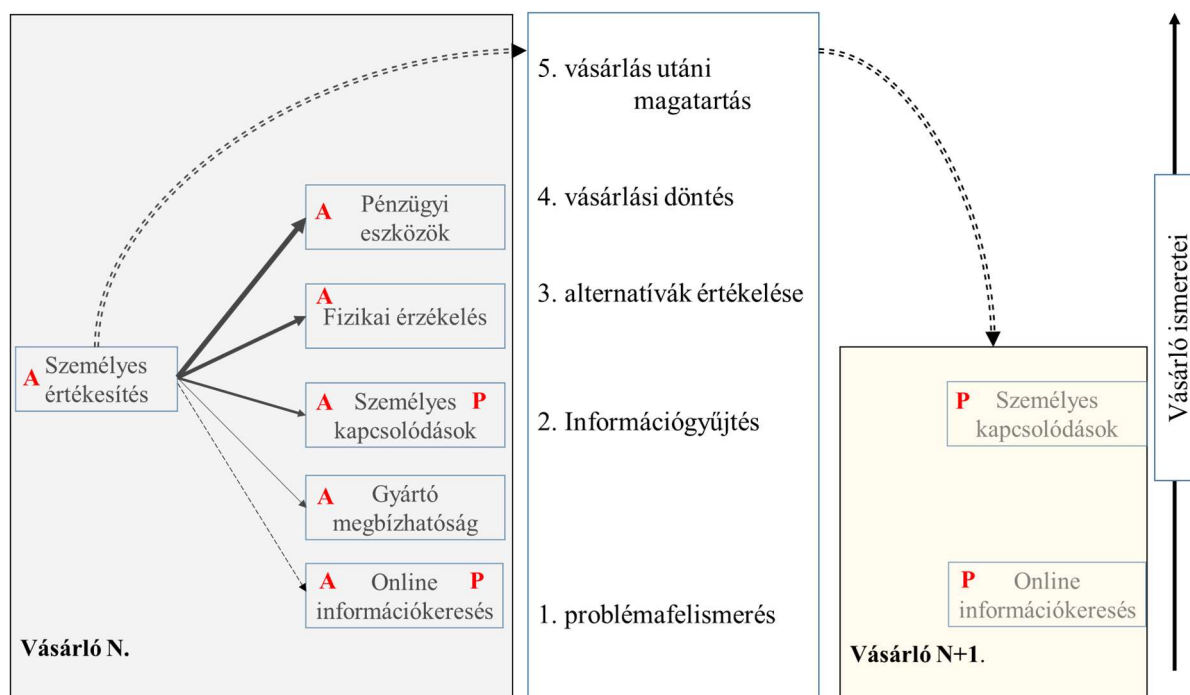 A Személyes
értékesítés
A Pénzügyi
eszközök
A
Fizikai érzékelés
A Személyes P
kapcsolódások
A Gyártó
megbízhatóság
A Online P
információkeresés
Vásárló N.
5. vásárlás utáni
magatartás
4. vásárlási döntés
3. alternatívák értékelése
2. Információgyűjtés
1. problémafelismerés
P Személyes
kapcsolódások
P Online
információkeresés
Vásárló N+1.
Vásárló ismeretei